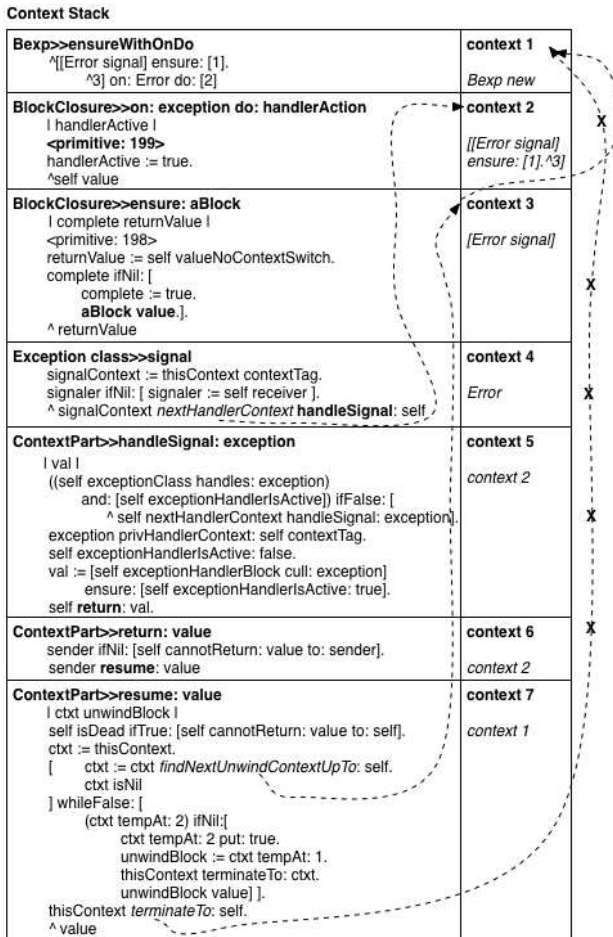 Context Stack
Bexp>>ensureWithOnDo
^[[Error signal] ensure: [1].
^3] on: Error do: [2]
context 1
Bexp new
BlockClosure>>on: exception do: handlerAction
| handlerActive |
<primitive: 199>
handlerActive := true.
^self value
context 2
[[Error signal]
ensure: [1].^3]
BlockClosure>>ensure: aBlock
| complete returnValue |
<primitive: 198>
returnValue := self valueNoContextSwitch.
complete ifNil: [
complete := true.
aBlock value.].
^ returnValue
context 3
[Error signal]
Exception class>>signal
signalContext := thisContext contextTag.
signaler ifNil: [ signaler := self receiver ].
^ signalContext nextHandlerContext handleSignal: self
context 4
Error
ContextPart>>handleSignal: exception
| val |
((self exceptionClass handles: exception)
and: [self exceptionHandlerIsActive]) ifFalse: [
^ self nextHandlerContext handleSignal: exception].
exception privHandlerContext: self contextTag.
self exceptionHandlerIsActive: false.
val := [self exceptionHandlerBlock cull: exception]
ensure: [self exceptionHandlerIsActive: true].
self return: val.
context 5
context 2
ContextPart>>return: value
sender ifNil: [self cannotReturn: value to: sender].
sender resume: value
context 6
context 2
ContextPart>>resume: value
| ctxt unwindBlock |
self isDead ifTrue: [self cannotReturn: value to: self].
ctxt := thisContext.
[ ctxt := ctxt findNextUnwindContextUpTo: self.
ctxt isNil
] whileFalse: [
(ctxt tempAt: 2) ifNil:[
ctxt tempAt: 2 put: true.
unwindBlock := ctxt tempAt: 1.
thisContext terminateTo: ctxt.
unwindBlock value] ].
thisContext terminateTo: self.
^ value
context 7
context 1
X
X
X
X
X